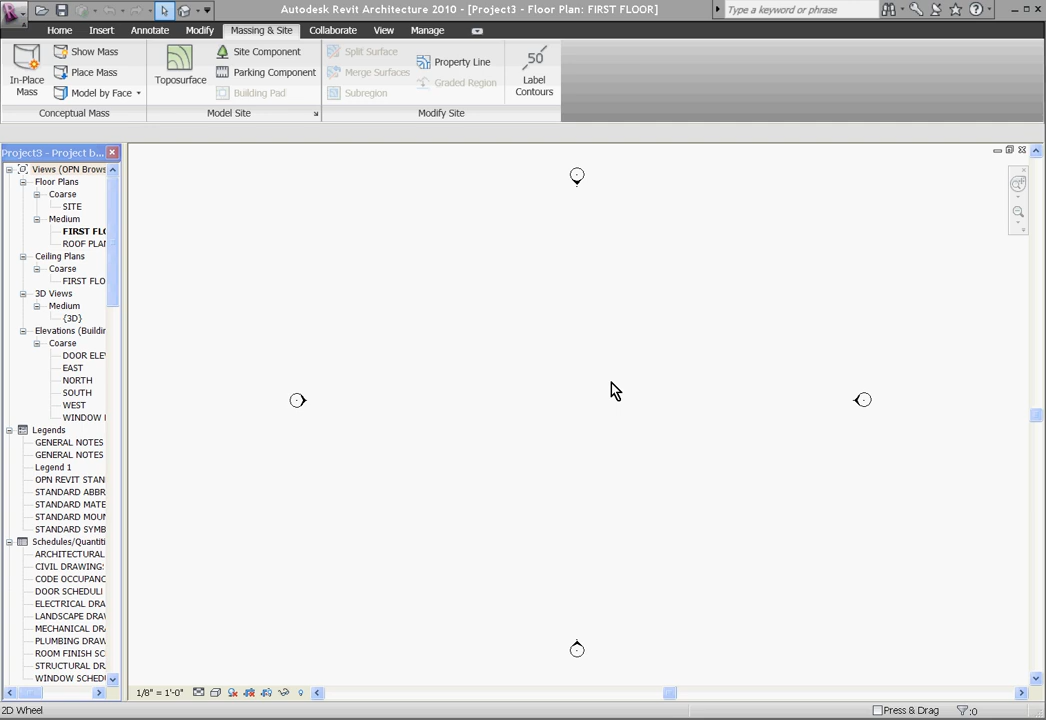 Autodesk Revit Architecture 2010 - [Project3 - Floor Plan: FIRST FLOOR]
Type a keyword or phrase
Home Insert Annotate Modify Massing & Site Collaborate View Manage
In-Place Mass
Show Mass
Place Mass
Model by Face
Toposurface
Site Component
Parking Component
Building Pad
Split Surface
Merge Surfaces
Subregion
Property Line
Graded Region
50
Label Contours
Conceptual Mass
Model Site
Modify Site
Project3 - Project b...
Views (OPN Brows
Floor Plans
Coarse
SITE
Medium
FIRST FLO
ROOF PLAN
Ceiling Plans
Coarse
FIRST FLO
3D Views
Medium
{3D}
Elevations (Buildin
Coarse
DOOR ELEV
EAST
NORTH
SOUTH
WEST
WINDOW
Legends
GENERAL NOTES
GENERAL NOTES
Legend 1
OPN REVIT STAN
STANDARD ABBR
STANDARD MATE
STANDARD MOUN
STANDARD SYMB
Schedules/Quantiti
ARCHITECTURAL
CIVIL DRAWING
CODE OCCUPANC
DOOR SCHEDULI
ELECTRICAL DRA
LANDSCAPE DRAW
MECHANICAL DR
PLUMBING DRAW
ROOM FINISH SC
STRUCTURAL DR
WINDOW SCHED
1/8" = 1'-0"
2D Wheel
Press & Drag
:0